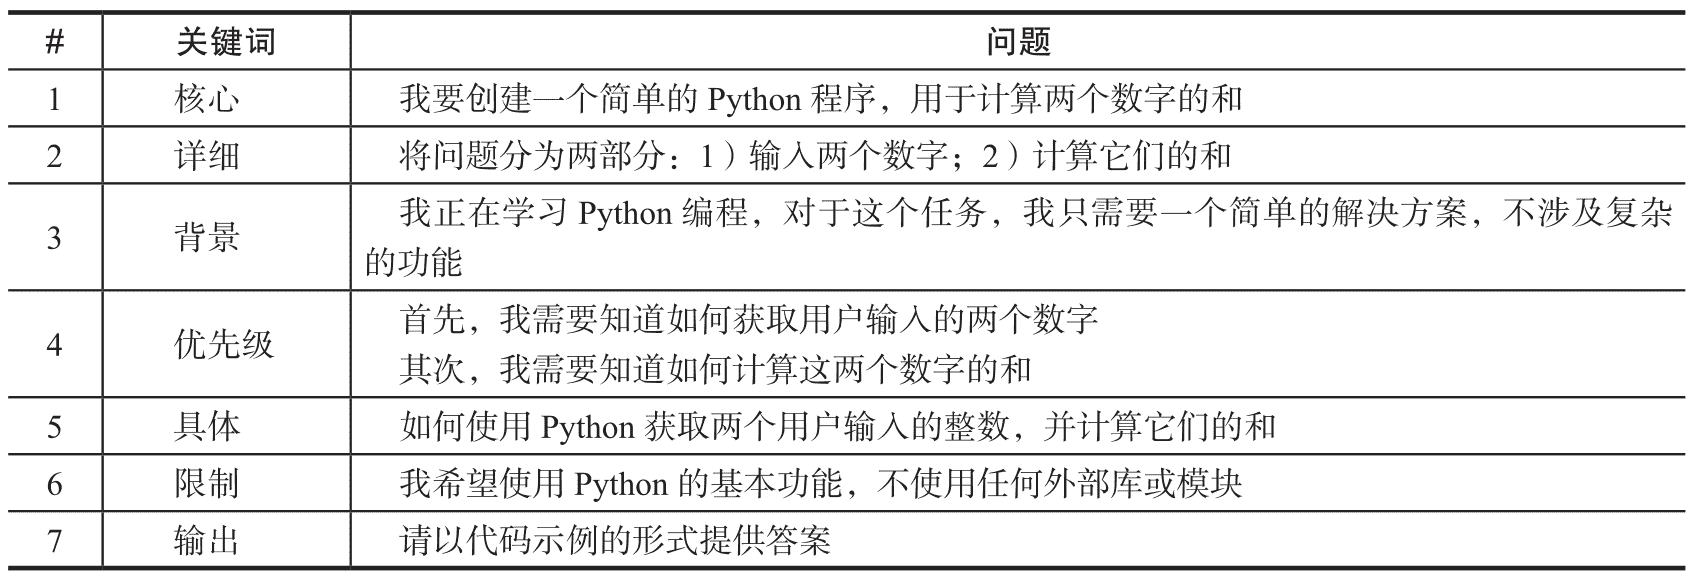 # 关键词 问题
1 核心 我要创建一个简单的 Python 程序，用于计算两个数字的和
2 详细 将问题分为两部分：1）输入两个数字；2）计算它们的和
3 背景 我正在学习 Python 编程，对于这个任务，我只需要一个简单的解决方案，不涉及复杂
的功能
4 优先级 首先，我需要知道如何获取用户输入的两个数字
其次，我需要知道如何计算这两个数字的和
5 具体 如何使用 Python 获取两个用户输入的整数，并计算它们的和
6 限制 我希望使用 Python 的基本功能，不使用任何外部库或模块
7 输出 请以代码示例的形式提供答案